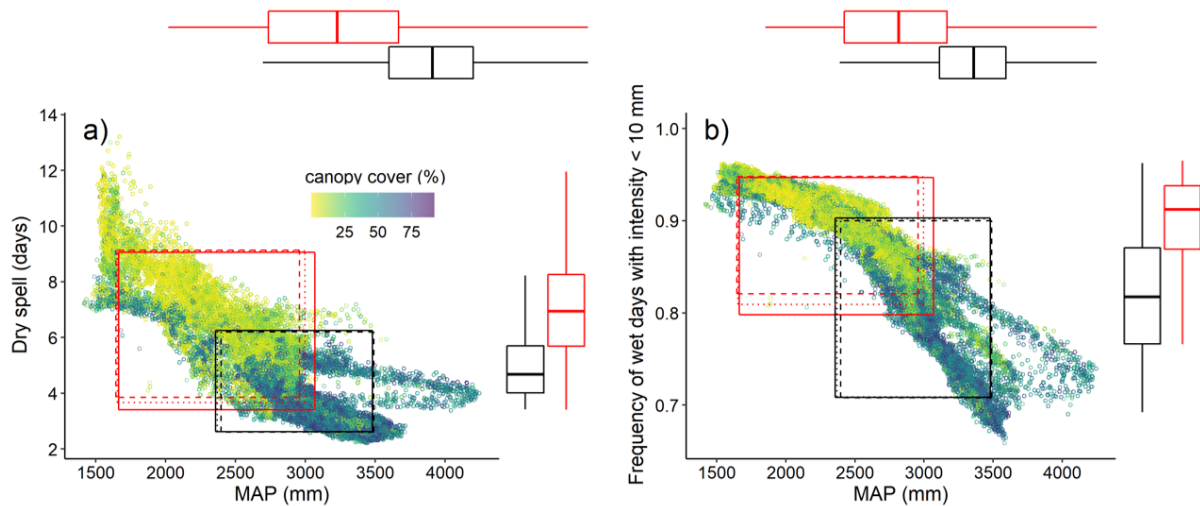 a)
canopy cover (%)
25 50 75
Dry spell (days)
14
12
10
8
6
4
2
1500 2000 2500 3000 3500 4000
MAP (mm)
b)
Frequency of wet days with intensity < 10 mm
1.0
0.9
0.8
0.7
1500 2000 2500 3000 3500 4000
MAP (mm)